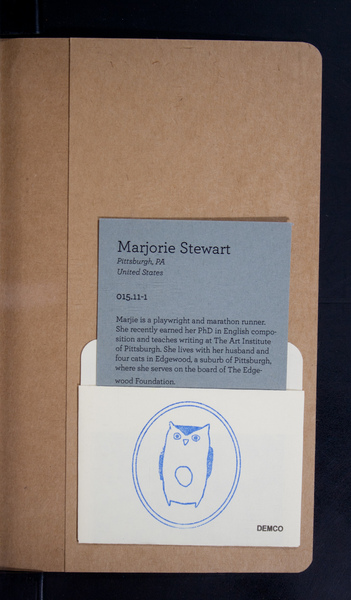 Marjorie Stewart
Pittsburgh, PA
United States
015.11-1
Marjie is a playwright and marathon runner.
She recently earned her PhD in English compo-
sition and teaches writing at The Art Institute
of Pittsburgh. She lives with her husband and
four cats in Edgewood, a suburb of Pittsburgh,
where she serves on the board of The Edge-
wood Foundation.
DEMCO